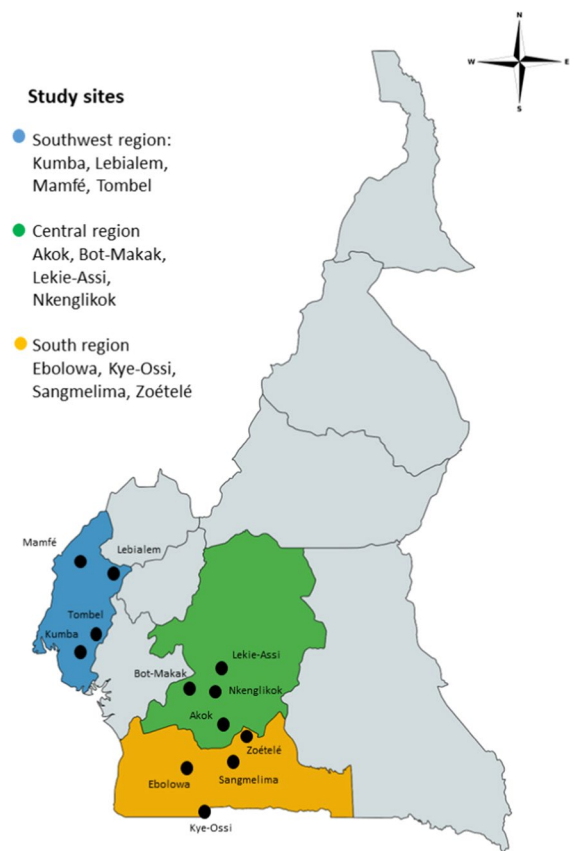 N
W
E
S
Study sites
Southwest region:
Kumba, Lebialem,
Mamfé, Tombel
Central region
Akok, Bot-Makak,
Lekie-Assi,
Nkenglikok
South region
Ebolowa, Kye-Ossi,
Sangmelima, Zoételé
Mamfé
Lebialem
Tombel
Kumba
Lekie-Assi
Bot-Makak
Nkenglikok
Akok
Zoételé
Sangmelima
Ebolowa
Kye-Ossi